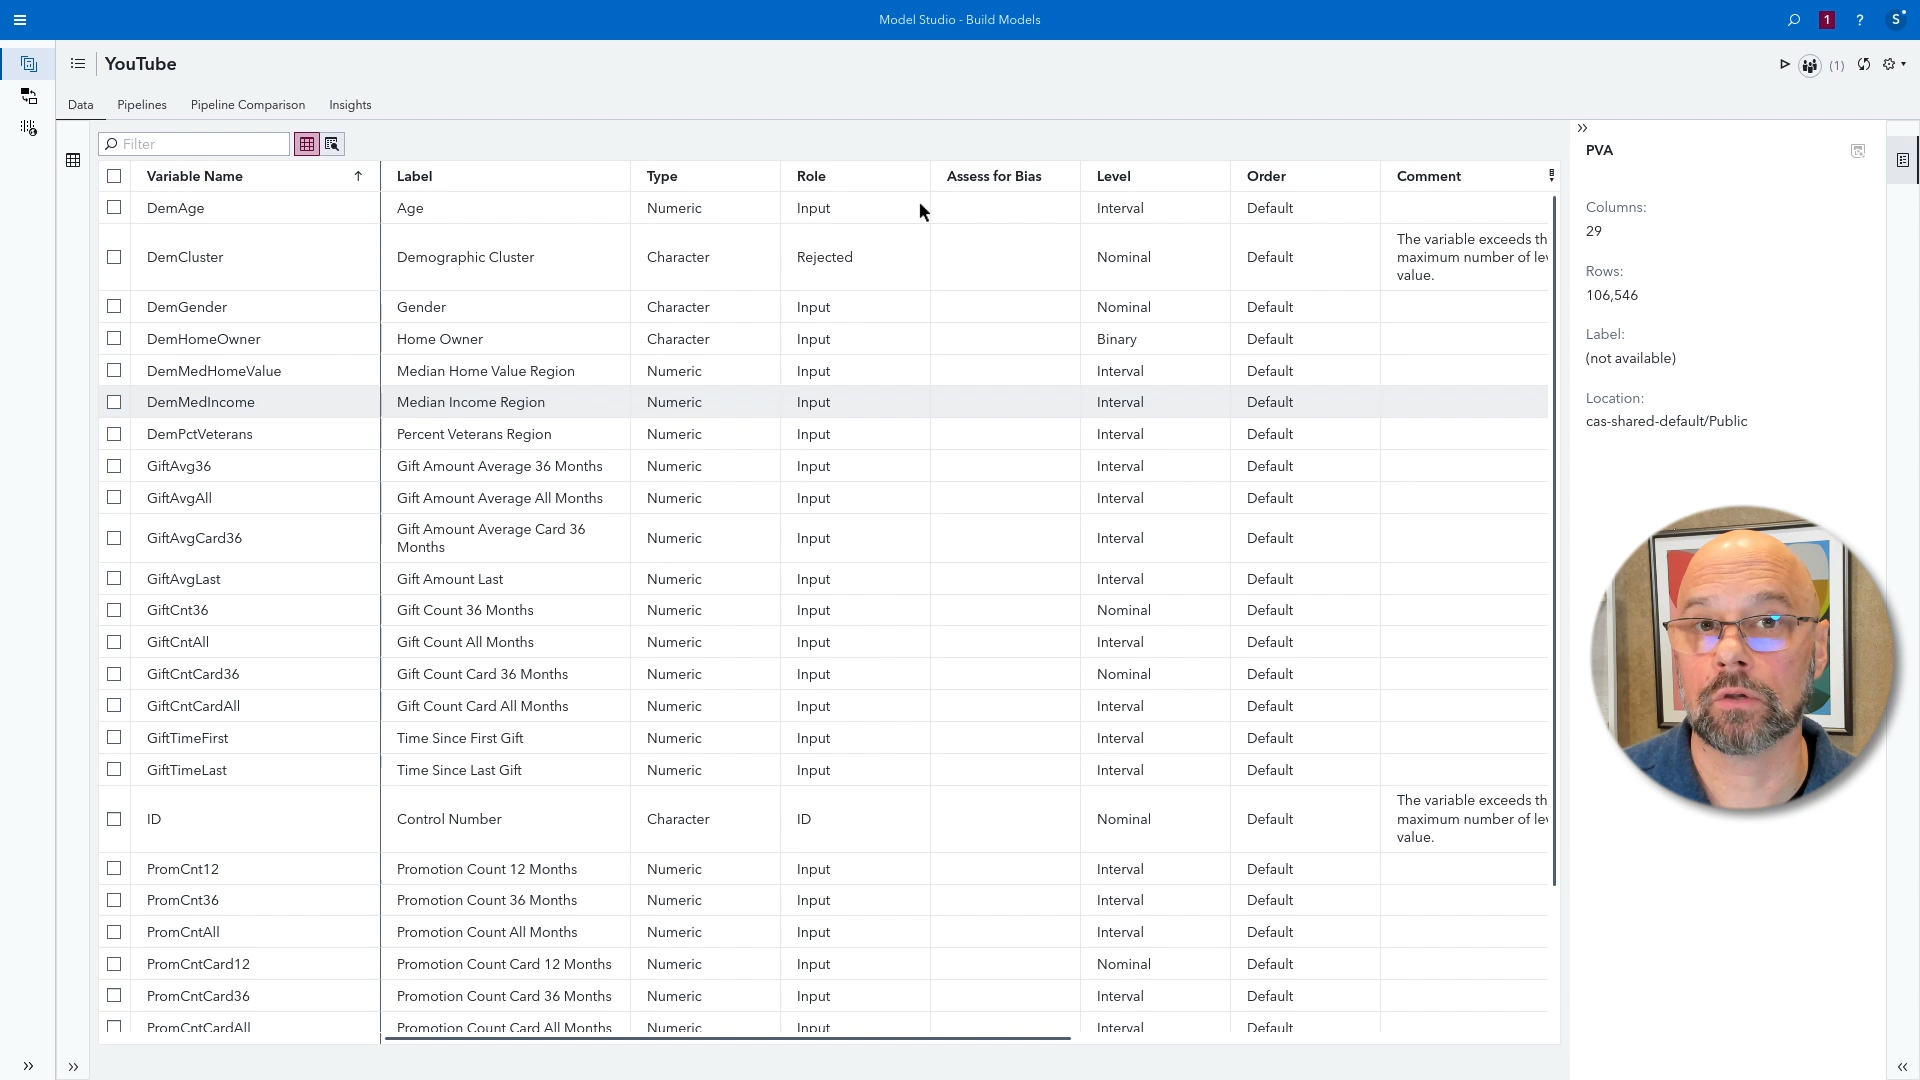 Model Studio - Build Models
1
?
S
YouTube
(1)
Data Pipelines Pipeline Comparison Insights
Filter
Variable Name Label Type Role Assess for Bias Level Order Comment
DemAge Age Numeric Input Interval Default
DemCluster Demographic Cluster Character Rejected Nominal Default The variable exceeds th
maximum number of lev
value.
DemGender Gender Character Input Nominal Default
DemHomeOwner Home Owner Character Input Binary Default
DemMedHomeValue Median Home Value Region Numeric Input Interval Default
DemMedIncome Median Income Region Numeric Input Interval Default
DemPctVeterans Percent Veterans Region Numeric Input Interval Default
GiftAvg36 Gift Amount Average 36 Months Numeric Input Interval Default
GiftAvgAll Gift Amount Average All Months Numeric Input Interval Default
GiftAvgCard36 Gift Amount Average Card 36
Months Numeric Input Interval Default
GiftAvgLast Gift Amount Last Numeric Input Interval Default
GiftCnt36 Gift Count 36 Months Numeric Input Nominal Default
GiftCntAll Gift Count All Months Numeric Input Interval Default
GiftCntCard36 Gift Count Card 36 Months Numeric Input Nominal Default
GiftCntCardAll Gift Count Card All Months Numeric Input Interval Default
GiftTimeFirst Time Since First Gift Numeric Input Interval Default
GiftTimeLast Time Since Last Gift Numeric Input Interval Default
ID Control Number Character ID Nominal Default The variable exceeds th
maximum number of lev
value.
PromCnt12 Promotion Count 12 Months Numeric Input Interval Default
PromCnt36 Promotion Count 36 Months Numeric Input Interval Default
PromCntAll Promotion Count All Months Numeric Input Interval Default
PromCntCard12 Promotion Count Card 12 Months Numeric Input Nominal Default
PromCntCard36 Promotion Count Card 36 Months Numeric Input Interval Default
PromCntCardAll Promotion Count Card All Months Numeric Input Interval Default
PVA
Columns:
29
Rows:
106,546
Label:
(not available)
Location:
cas-shared-default/Public